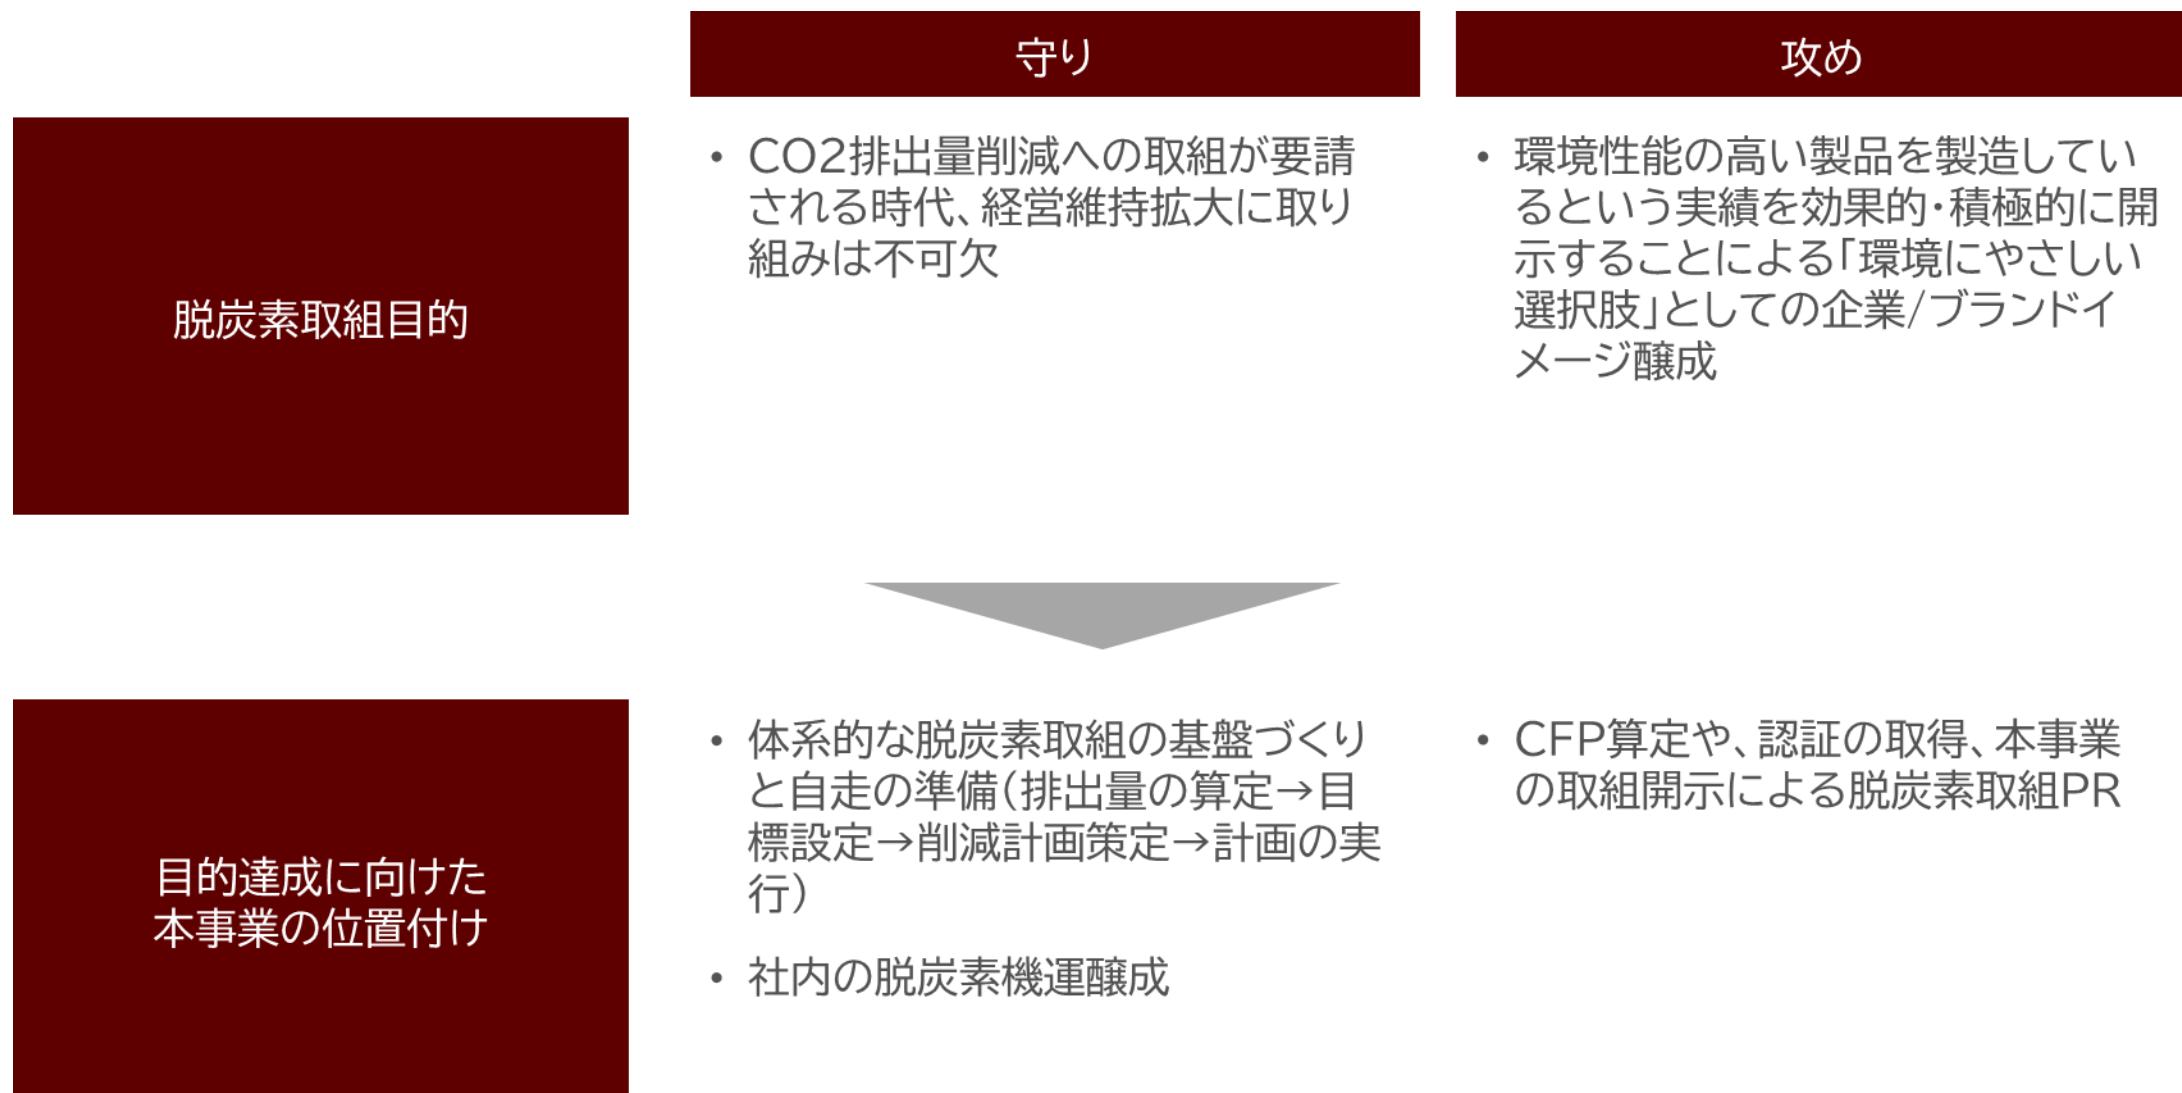 守り
攻め
脱炭素取組目的
• CO2排出量削減への取組が要請
される時代、経営維持拡大に取り
組みは不可欠
• 環境性能の高い製品を製造してい
るという実績を効果的・積極的に開
示することによる「環境にやさしい
選択肢」としての企業/ブランドイ
メージ醸成
目的達成に向けた
本事業の位置付け
• 体系的な脱炭素取組の基盤づくり
と自走の準備（排出量の算定→目
標設定→削減計画策定→計画の実
行）
• 社内の脱炭素機運醸成
• CFP算定や、認証の取得、本事業
の取組開示による脱炭素取組PR